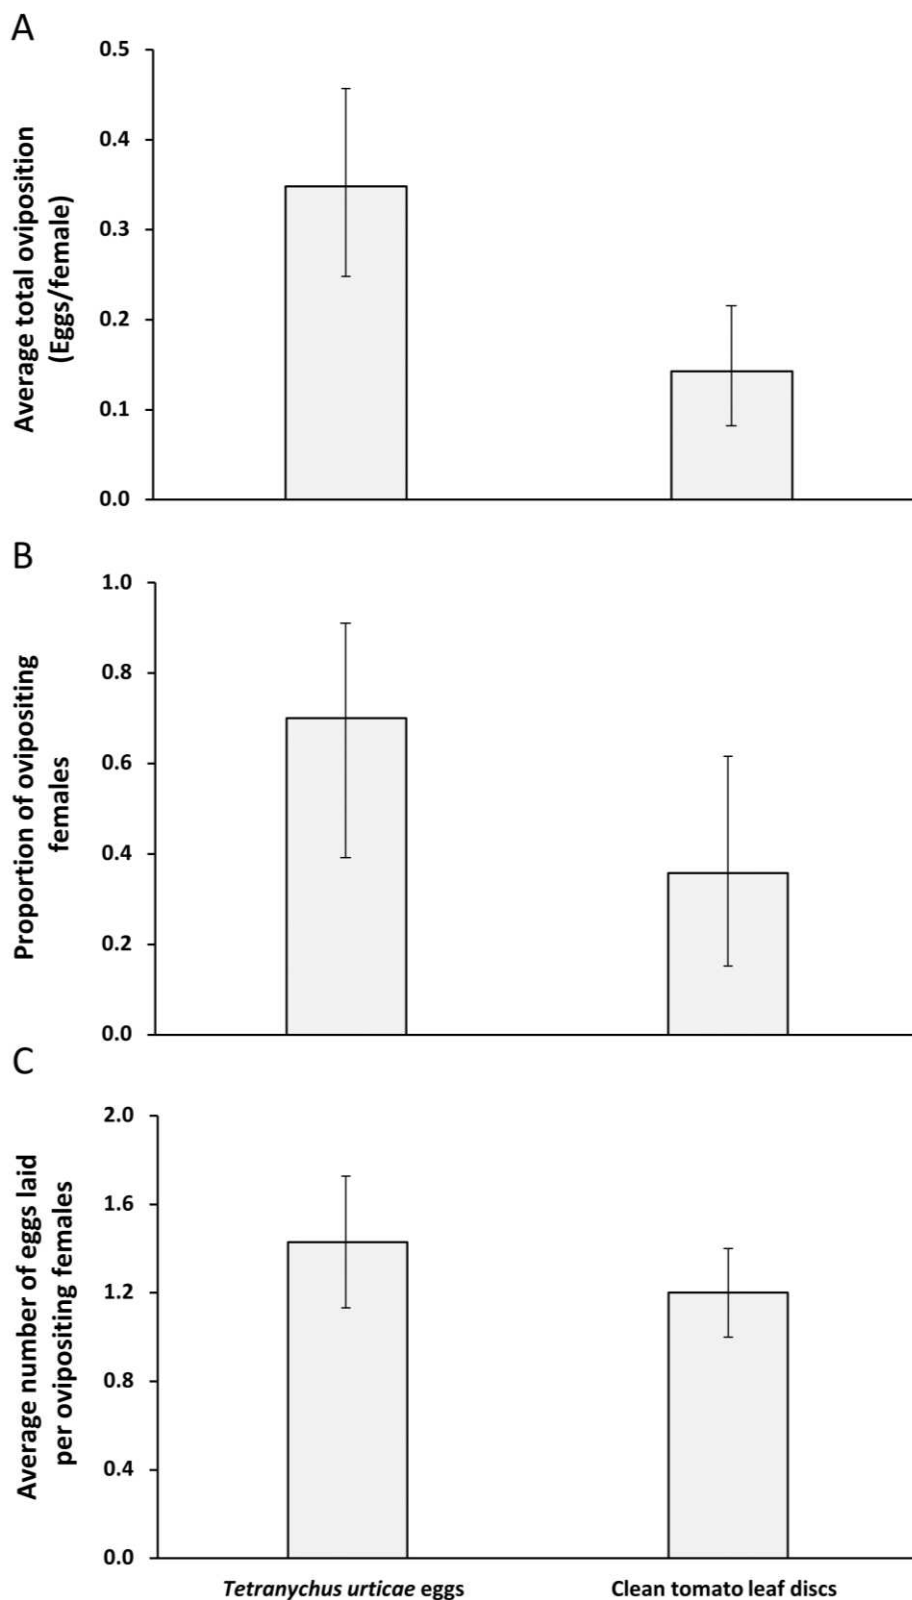 A
Average total oviposition
(Eggs/female)
0.5
0.4
0.3
0.2
0.1
0.0
B
Proportion of ovipositing
females
1.0
0.8
0.6
0.4
0.2
0.0
C
Average number of eggs laid
per ovipositing females
2.0
1.6
1.2
0.8
0.4
0.0
Tetranychus urticae eggs
Clean tomato leaf discs